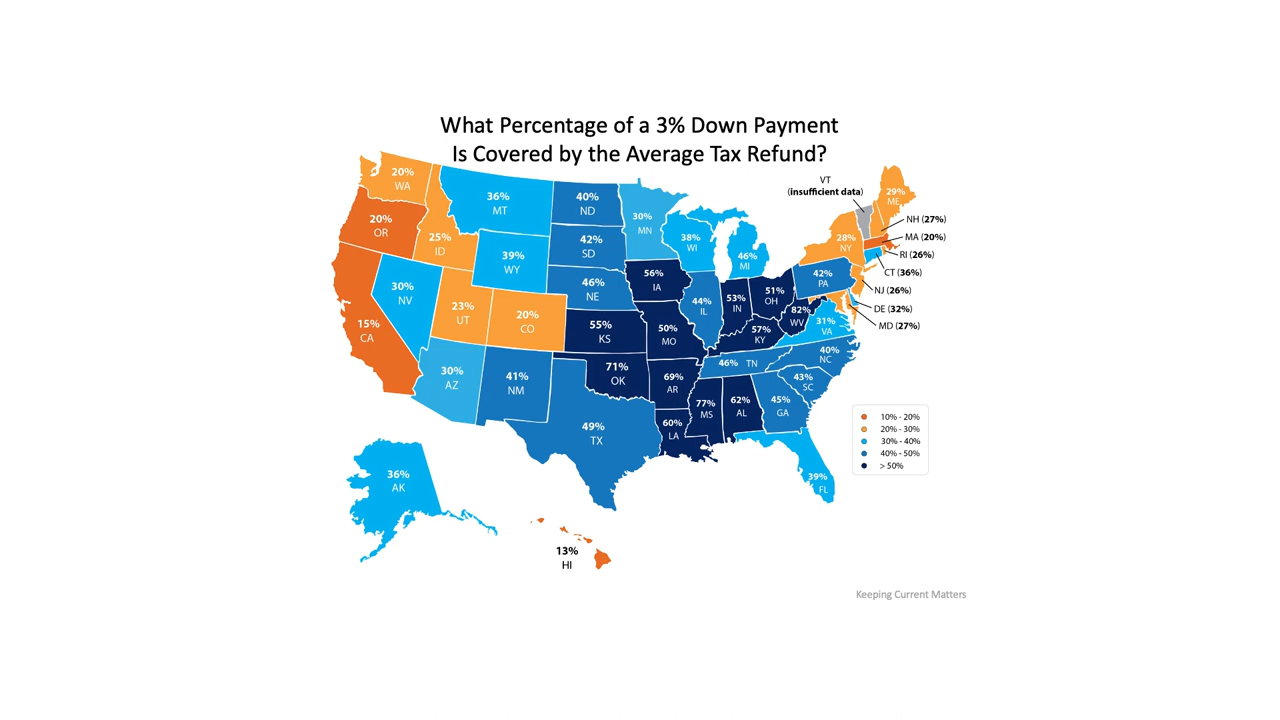 What Percentage of a 3% Down Payment
Is Covered by the Average Tax Refund?
20%
WA
20%
OR
15%
CA
25%
ID
30%
NV
36%
MT
39%
WY
23%
UT
20%
CO
30%
AZ
41%
NM
40%
ND
42%
SD
46%
NE
55%
KS
71%
OK
49%
TX
30%
MN
56%
IA
50%
MO
69%
AR
60%
LA
38%
WI
44%
IL
46%
MI
53%
IN
51%
OH
57%
KY
46% TN
77%
MS
62%
AL
45%
GA
39%
FL
43%
SC
40%
NC
31%
VA
82%
WV
42%
PA
28%
NY
29%
ME
VT
(insufficient data)
NH (27%)
MA (20%)
RI (26%)
CT (36%)
NJ (26%)
DE (32%)
MD (27%)
36%
AK
13%
HI
10% - 20%
20% - 30%
30% - 40%
40% - 50%
> 50%
Keeping Current Matters